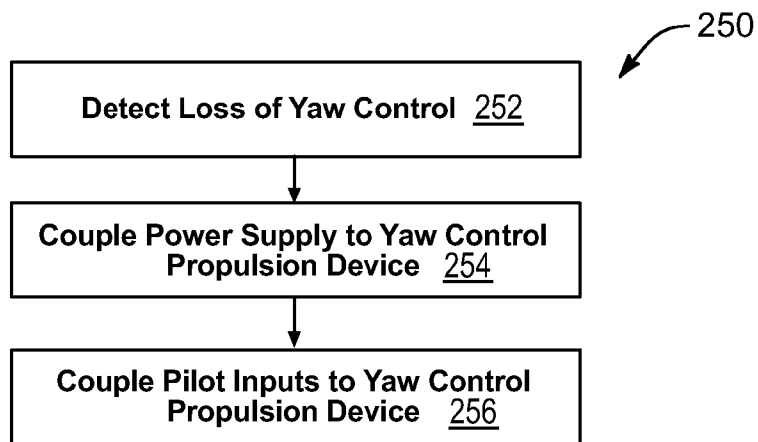 250
Detect Loss of Yaw Control 252
Couple Power Supply to Yaw Control
Propulsion Device 254
Couple Pilot Inputs to Yaw Control
Propulsion Device 256